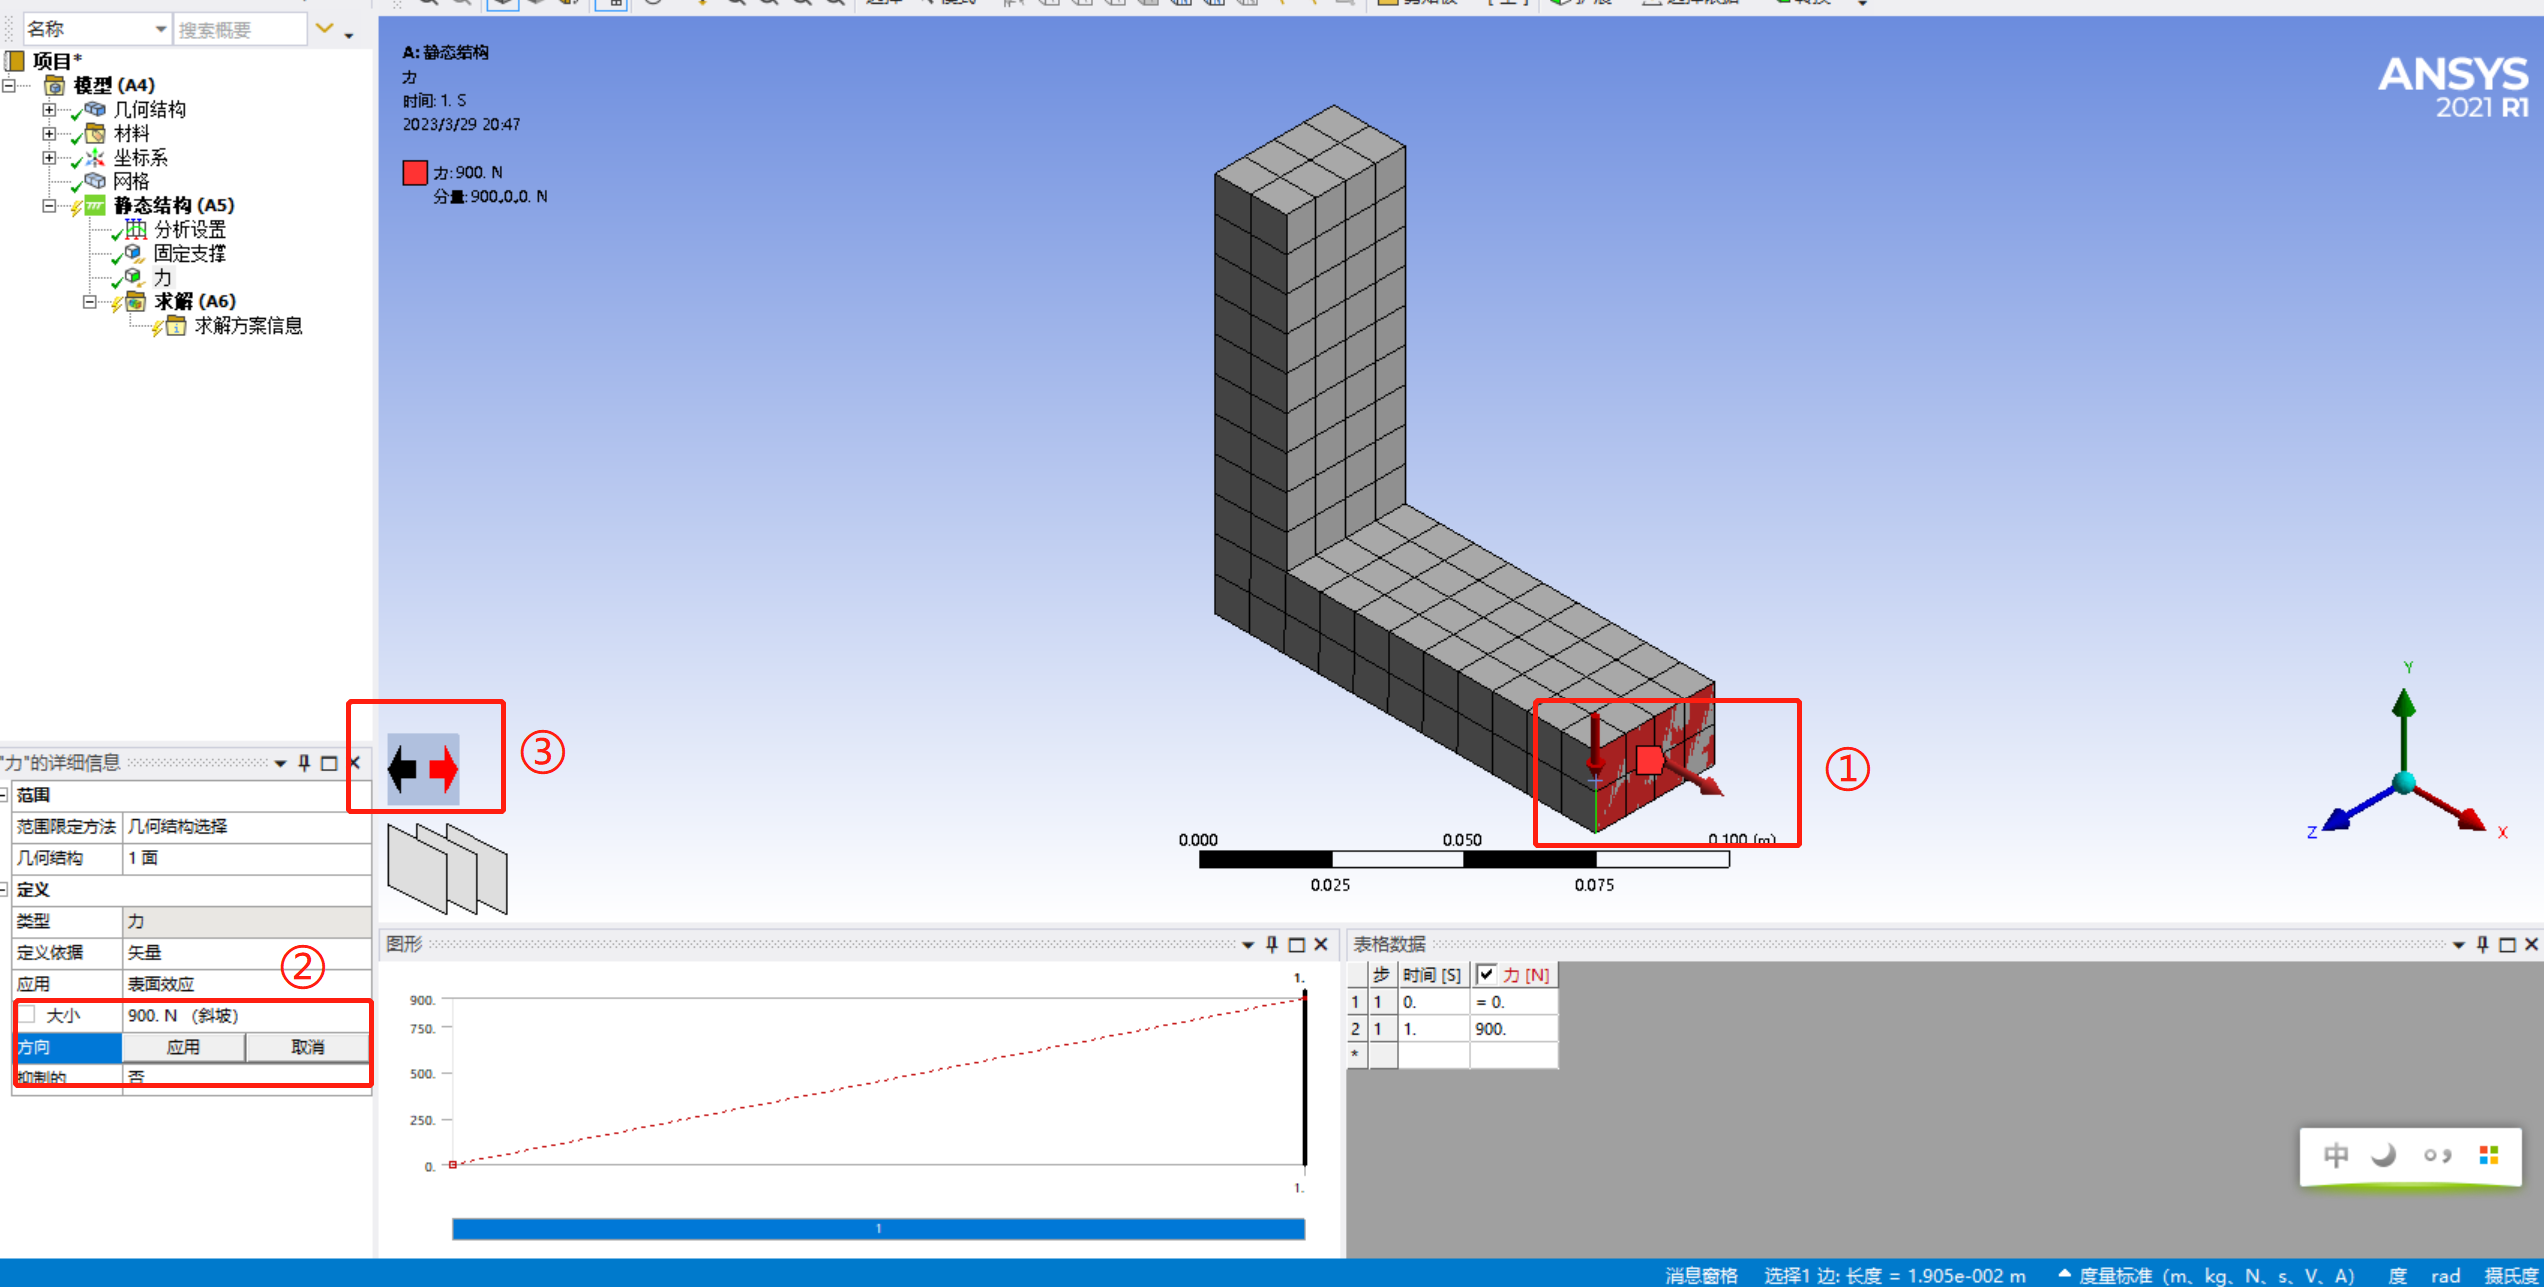 名称
搜索概要
项目*
模型 (A4)
几何结构
材料
坐标系
网格
静态结构 (A5)
分析设置
固定支撑
力
求解 (A6)
求解方案信息
A: 静态结构
力
时间: 1. S
2023/3/29 20:47
力: 900. N
分量: 900.,0.,0. N
ANSYS
2021 R1
①
②
③
Y
Z
X
0.000
0.050
0.100 (m)
0.025
0.075
"力"的详细信息
范围
范围限定方法 几何结构选择
几何结构 1 面
定义
类型 力
定义依据 矢量
应用 表面效应
大小 900. N （斜坡）
方向 应用 取消
抑制的 否
图形
1.
900.
750.
500.
250.
0.
1.
1
表格数据
步 时间 [S] 力 [N]
1 1 0. = 0.
2 1 1. 900.
*
中
消息窗格 选择1 边: 长度 = 1.905e-002 m 度量标准（m、kg、N、s、V、A） 度 rad 摄氏度